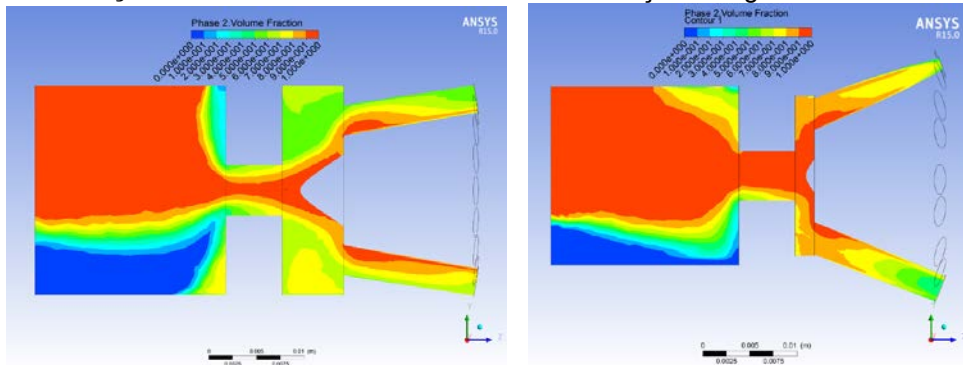 Phase 2.Volume Fraction
ANSYS
R15.0
0.000e+000
1.000e-001
2.000e-001
3.000e-001
4.000e-001
5.000e-001
6.000e-001
7.000e-001
8.000e-001
9.000e-001
1.000e+000
Y
Z
0 0.005 0.01 (m)
0.0025 0.0075
Phase 2.Volume Fraction
Contour 1
ANSYS
R15.0
0.000e+000
1.000e-001
2.000e-001
3.000e-001
4.000e-001
5.000e-001
6.000e-001
7.000e-001
8.000e-001
9.000e-001
1.000e+000
Y
Z
0 0.005 0.01 (m)
0.0025 0.0075